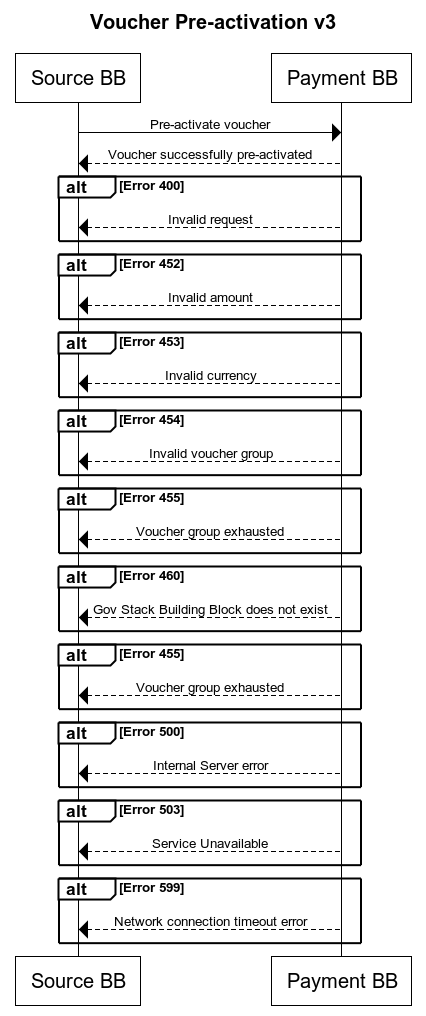 Voucher Pre-activation v3
Source BB Payment BB
Pre-activate voucher
Voucher successfully pre-activated
alt [Error 400]
Invalid request
alt [Error 452]
Invalid amount
alt [Error 453]
Invalid currency
alt [Error 454]
Invalid voucher group
alt [Error 455]
Voucher group exhausted
alt [Error 460]
Gov Stack Building Block does not exist
alt [Error 455]
Voucher group exhausted
alt [Error 500]
Internal Server error
alt [Error 503]
Service Unavailable
alt [Error 599]
Network connection timeout error
Source BB Payment BB